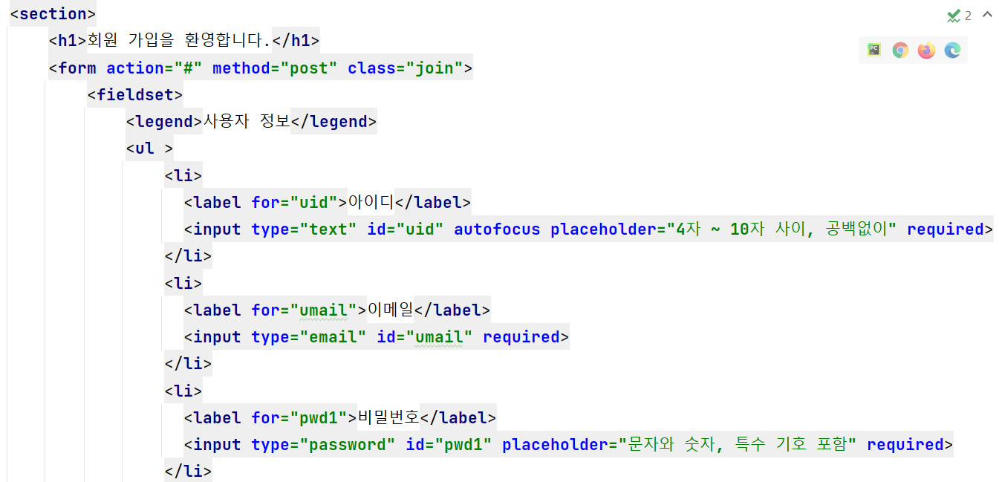 <section>
2
<h1>회원 가입을 환영합니다.</h1>
PC
<form action="#" method="post" class="join">
<fieldset>
<legend>사용자 정보</legend>
<ul >
<li>
<label for="uid">아이디</label>
<input type="text" id="uid" autofocus placeholder="4자 ~ 10자 사이, 공백없이" required>
</li>
<li>
<label for="umail">이메일</label>
<input type="email" id="umail" required>
</li>
<li>
<label for="pwd1">비밀번호</label>
<input type="password" id="pwd1" placeholder="문자와 숫자, 특수 기호 포함" required>
</li>